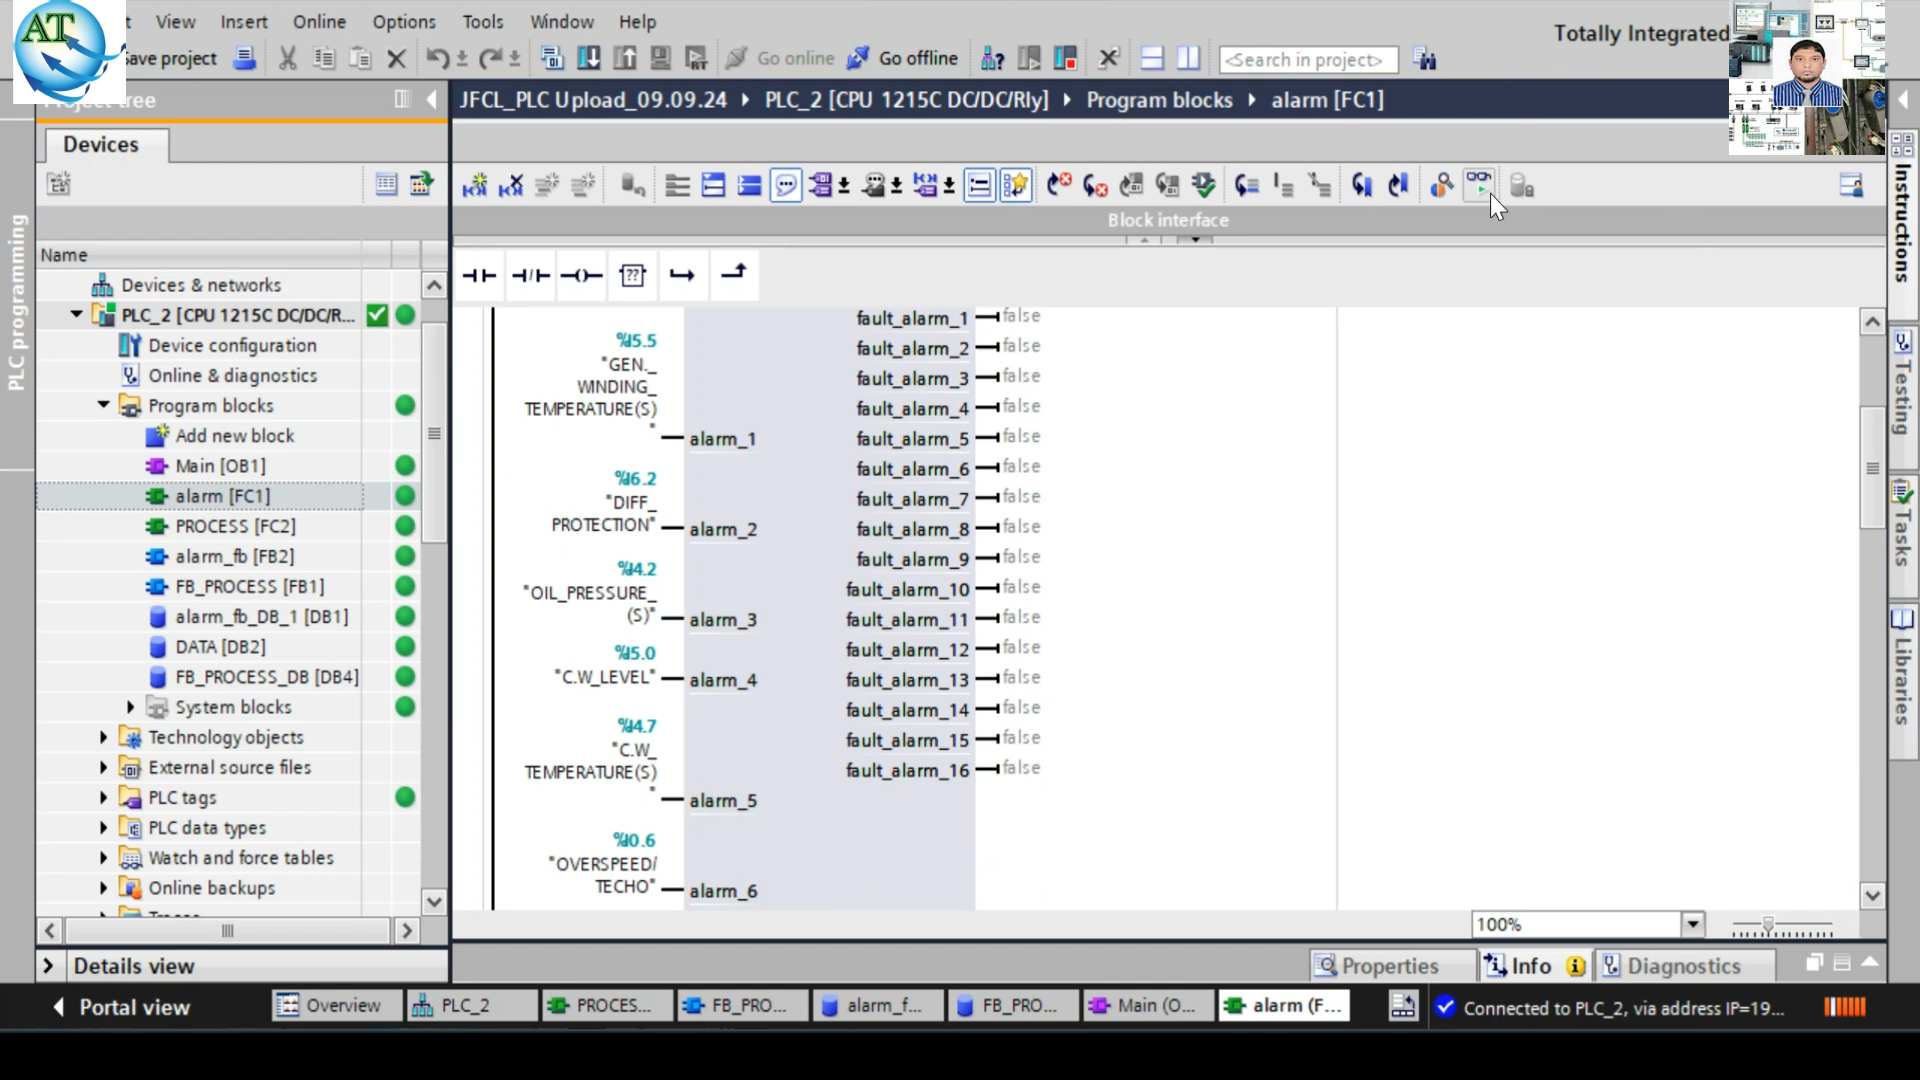 AT
View Insert Online Options Tools Window Help
Totally Integrated
ave project
Go online Go offline
<Search in project>
JFCL_PLC Upload_09.09.24 PLC_2 [CPU 1215C DC/DC/Rly] Program blocks alarm [FC1]
Devices
Block interface
Name
Devices & networks
PLC_2 [CPU 1215C DC/DC/R...
Device configuration
Online & diagnostics
Program blocks
Add new block
Main [OB1]
alarm [FC1]
PROCESS [FC2]
alarm_fb [FB2]
FB_PROCESS [FB1]
alarm_fb_DB_1 [DB1]
DATA [DB2]
FB_PROCESS_DB [DB4]
System blocks
Technology objects
External source files
PLC tags
PLC data types
Watch and force tables
Online backups
Details view
PLC programming
??
%I5.5
"GEN._
WINDING_
TEMPERATURE(S)
"
alarm_1
%I6.2
"DIFF_
PROTECTION"
alarm_2
%I4.2
"OIL_PRESSURE_
(S)"
alarm_3
%I5.0
"C.W_LEVEL"
alarm_4
%I4.7
"C.W_
TEMPERATURE(S)
"
alarm_5
%I0.6
"OVERSPEED/
TECHO"
alarm_6
fault_alarm_1 false
fault_alarm_2 false
fault_alarm_3 false
fault_alarm_4 false
fault_alarm_5 false
fault_alarm_6 false
fault_alarm_7 false
fault_alarm_8 false
fault_alarm_9 false
fault_alarm_10 false
fault_alarm_11 false
fault_alarm_12 false
fault_alarm_13 false
fault_alarm_14 false
fault_alarm_15 false
fault_alarm_16 false
100%
Properties Info Diagnostics
Instructions
Testing
Tasks
Libraries
Portal view Overview PLC_2 PROCES... FB_PRO... alarm_f... FB_PRO... Main (O... alarm (F...
Connected to PLC_2, via address IP=19...